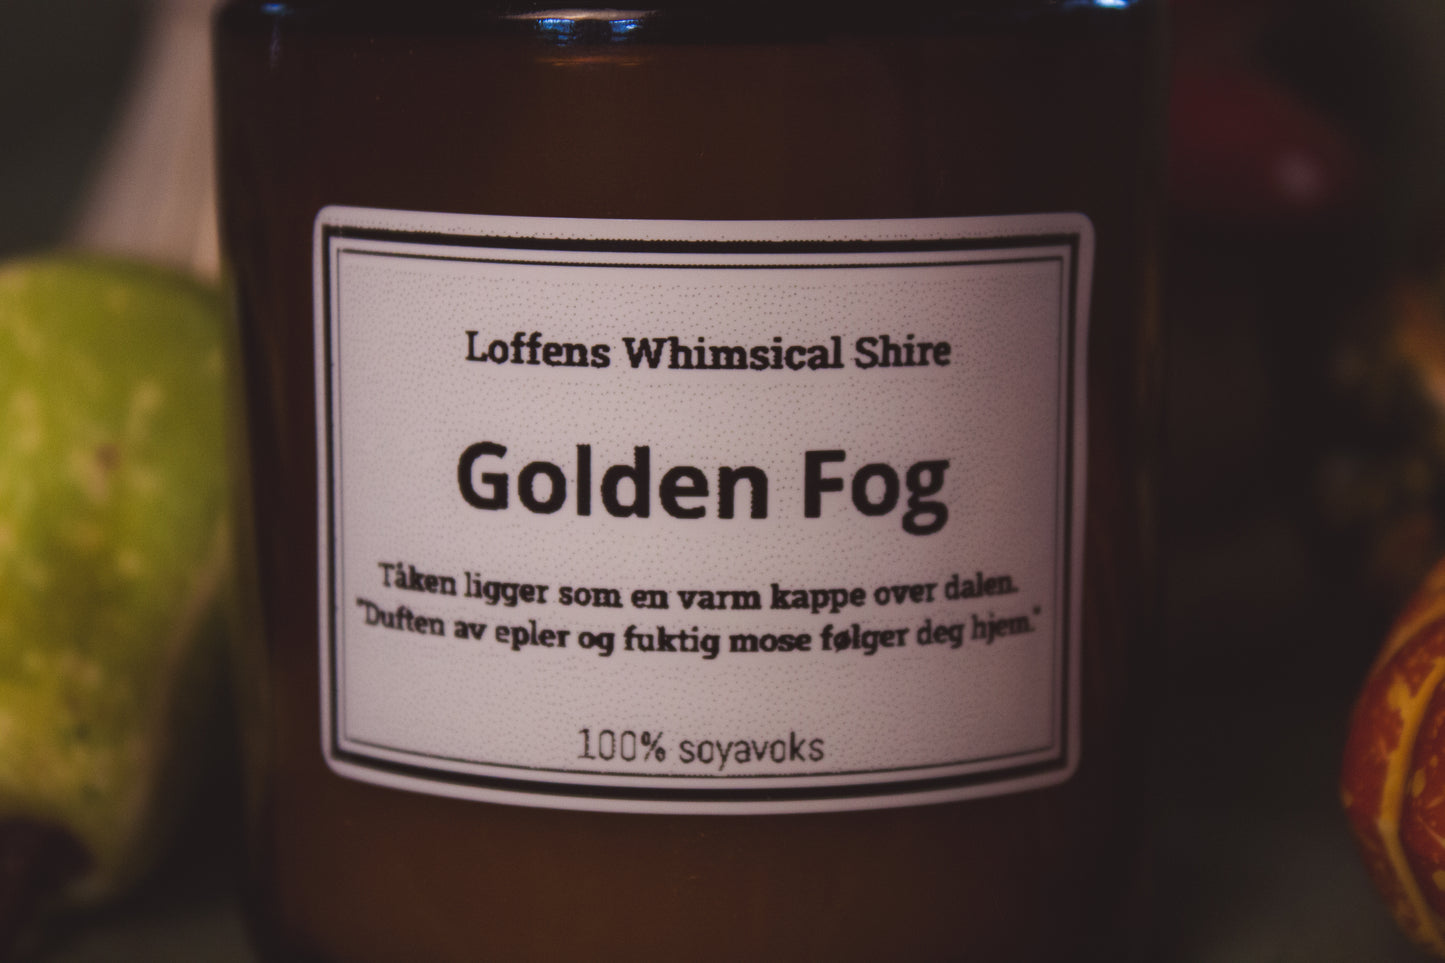 Loffens Whimsical Shire
Golden Fog
Tåken ligger som en varm kappe over dalen.
"Duften av epler og fuktig mose følger deg hjem."
100% soyavoks